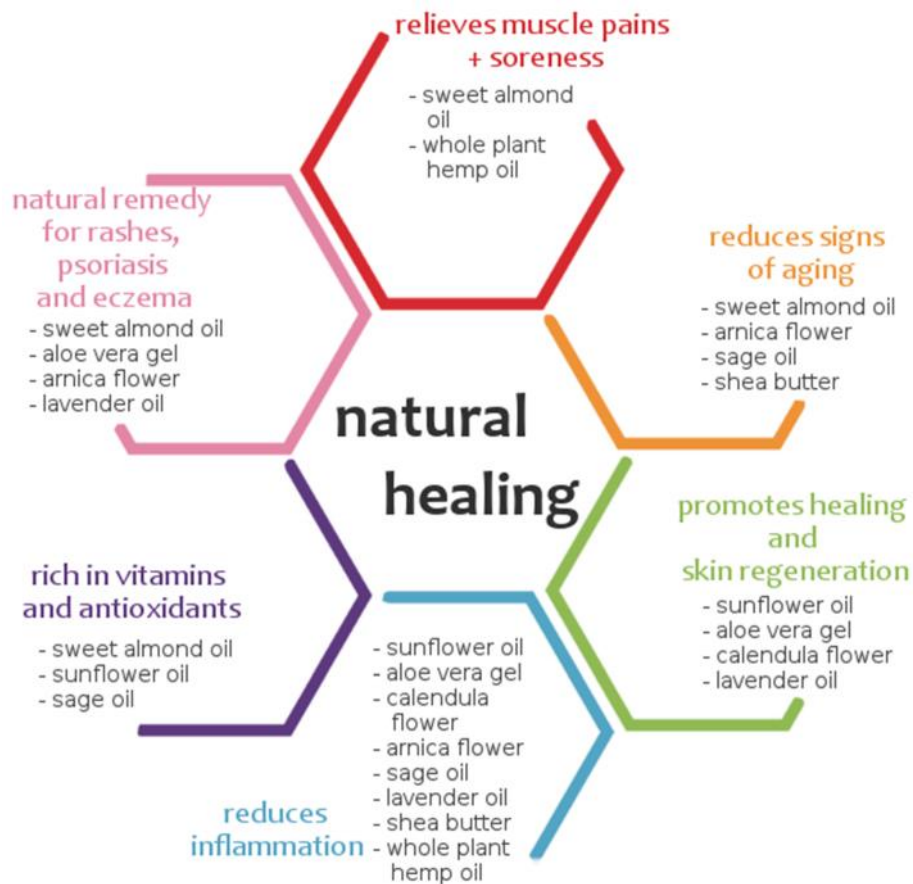 relieves muscle pains
+ soreness
- sweet almond
oil
- whole plant
hemp oil
natural remedy
for rashes,
psoriasis
and eczema
- sweet almond oil
- aloe vera gel
- arnica flower
- lavender oil
reduces signs
of aging
- sweet almond oil
- arnica flower
- sage oil
- shea butter
natural
healing
rich in vitamins
and antioxidants
- sweet almond oil
- sunflower oil
- sage oil
promotes healing
and
skin regeneration
- sunflower oil
- aloe vera gel
- calendula flower
- lavender oil
reduces
inflammation
- sunflower oil
- aloe vera gel
- calendula
flower
- arnica flower
- sage oil
- lavender oil
- shea butter
- whole plant
hemp oil